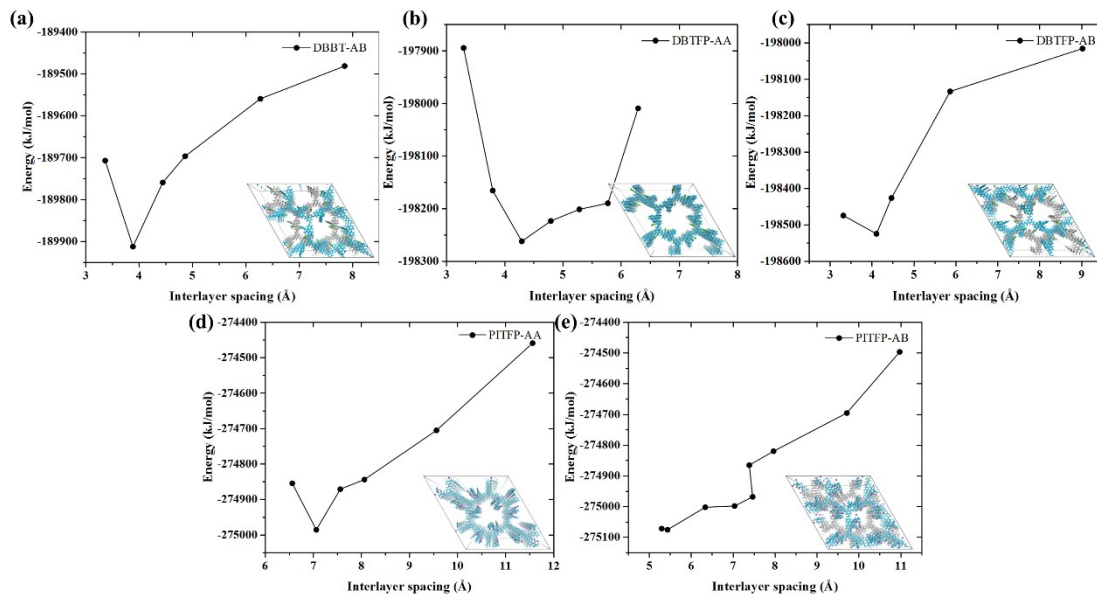 (a)
DBBT-AB
-189400
-189500
-189600
-189700
-189800
-189900
Energy (kJ/mol)
3 4 5 6 7 8
Interlayer spacing (Å)
(b)
DBTFP-AA
-197900
-198000
-198100
-198200
-198300
Energy (kJ/mol)
3 4 5 6 7 8
Interlayer spacing (Å)
(c)
DBTFP-AB
-198000
-198100
-198200
-198300
-198400
-198500
-198600
Energy (kJ/mol)
3 4 5 6 7 8 9
Interlayer spacing (Å)
(d)
PITFP-AA
-274400
-274500
-274600
-274700
-274800
-274900
-275000
Energy (kJ/mol)
6 7 8 9 10 11 12
Interlayer spacing (Å)
(e)
PITFP-AB
-274400
-274500
-274600
-274700
-274800
-274900
-275000
-275100
Energy (kJ/mol)
5 6 7 8 9 10 11
Interlayer spacing (Å)